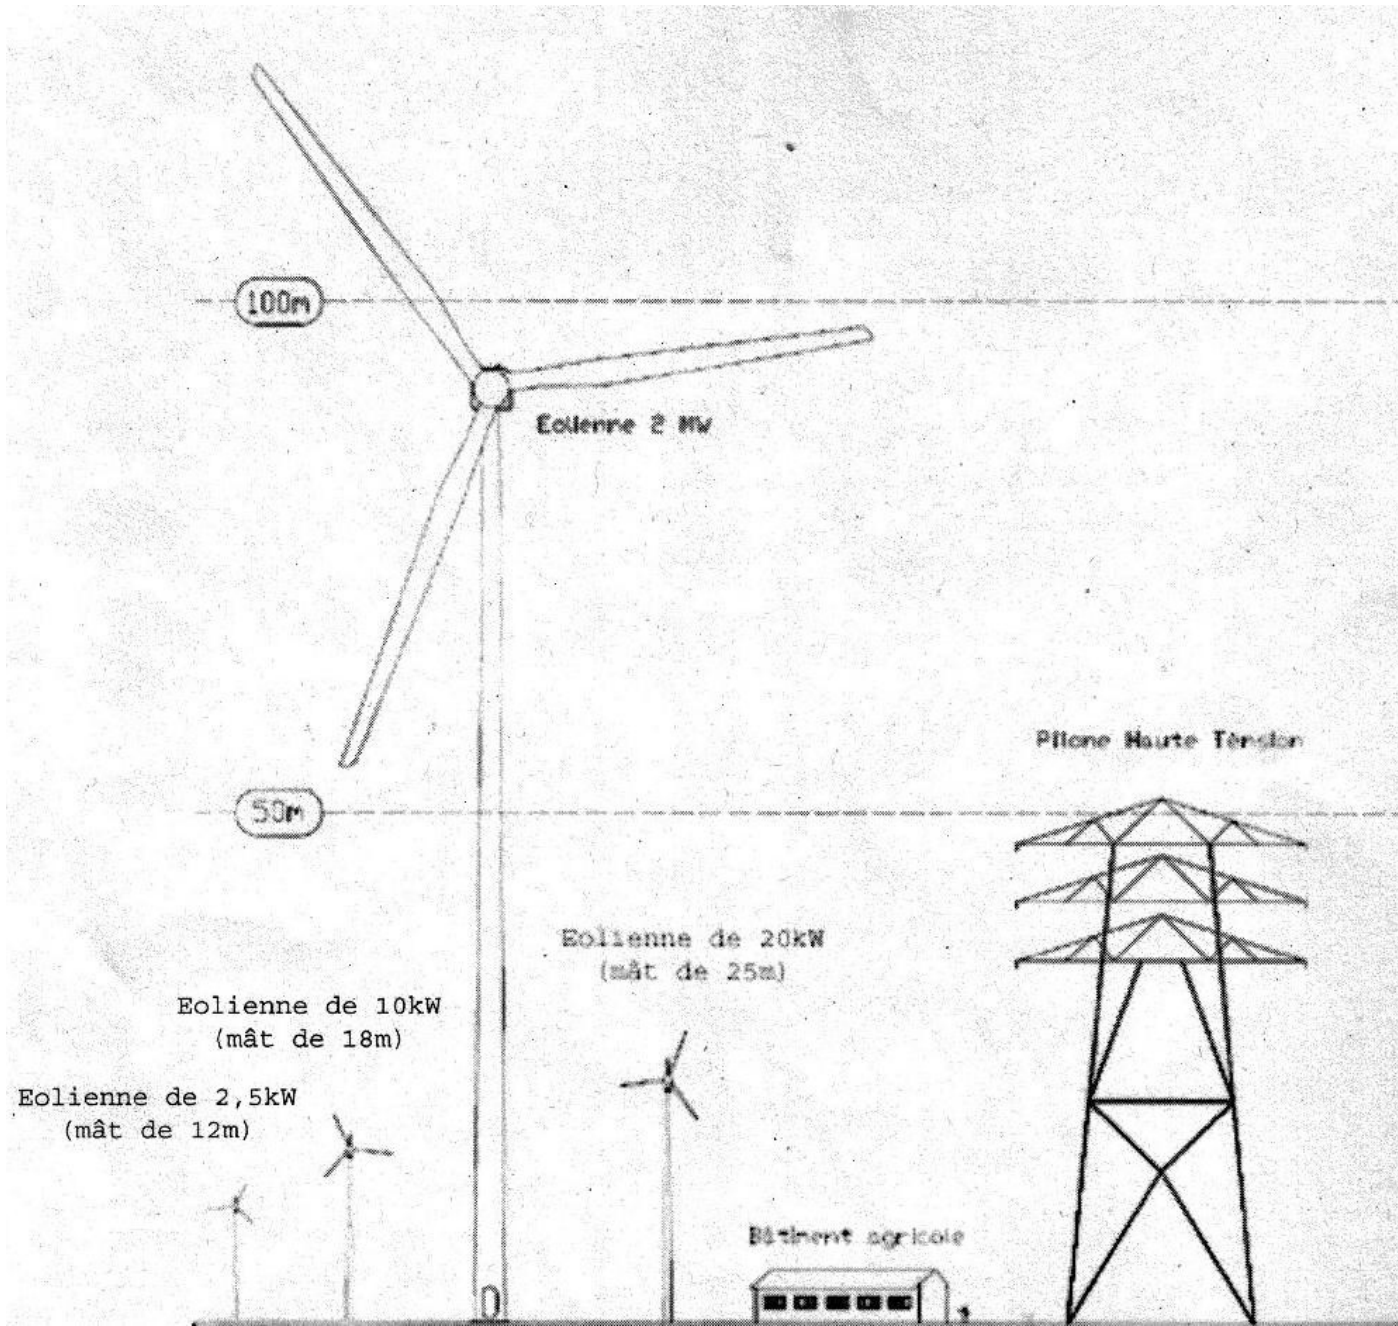 100m
Eolienne 2 MW
Pilone Haute Tension
50m
Eolienne de 20kW
(mât de 25m)
Eolienne de 10kW
(mât de 18m)
Eolienne de 2,5kW
(mât de 12m)
Bâtiment agricole